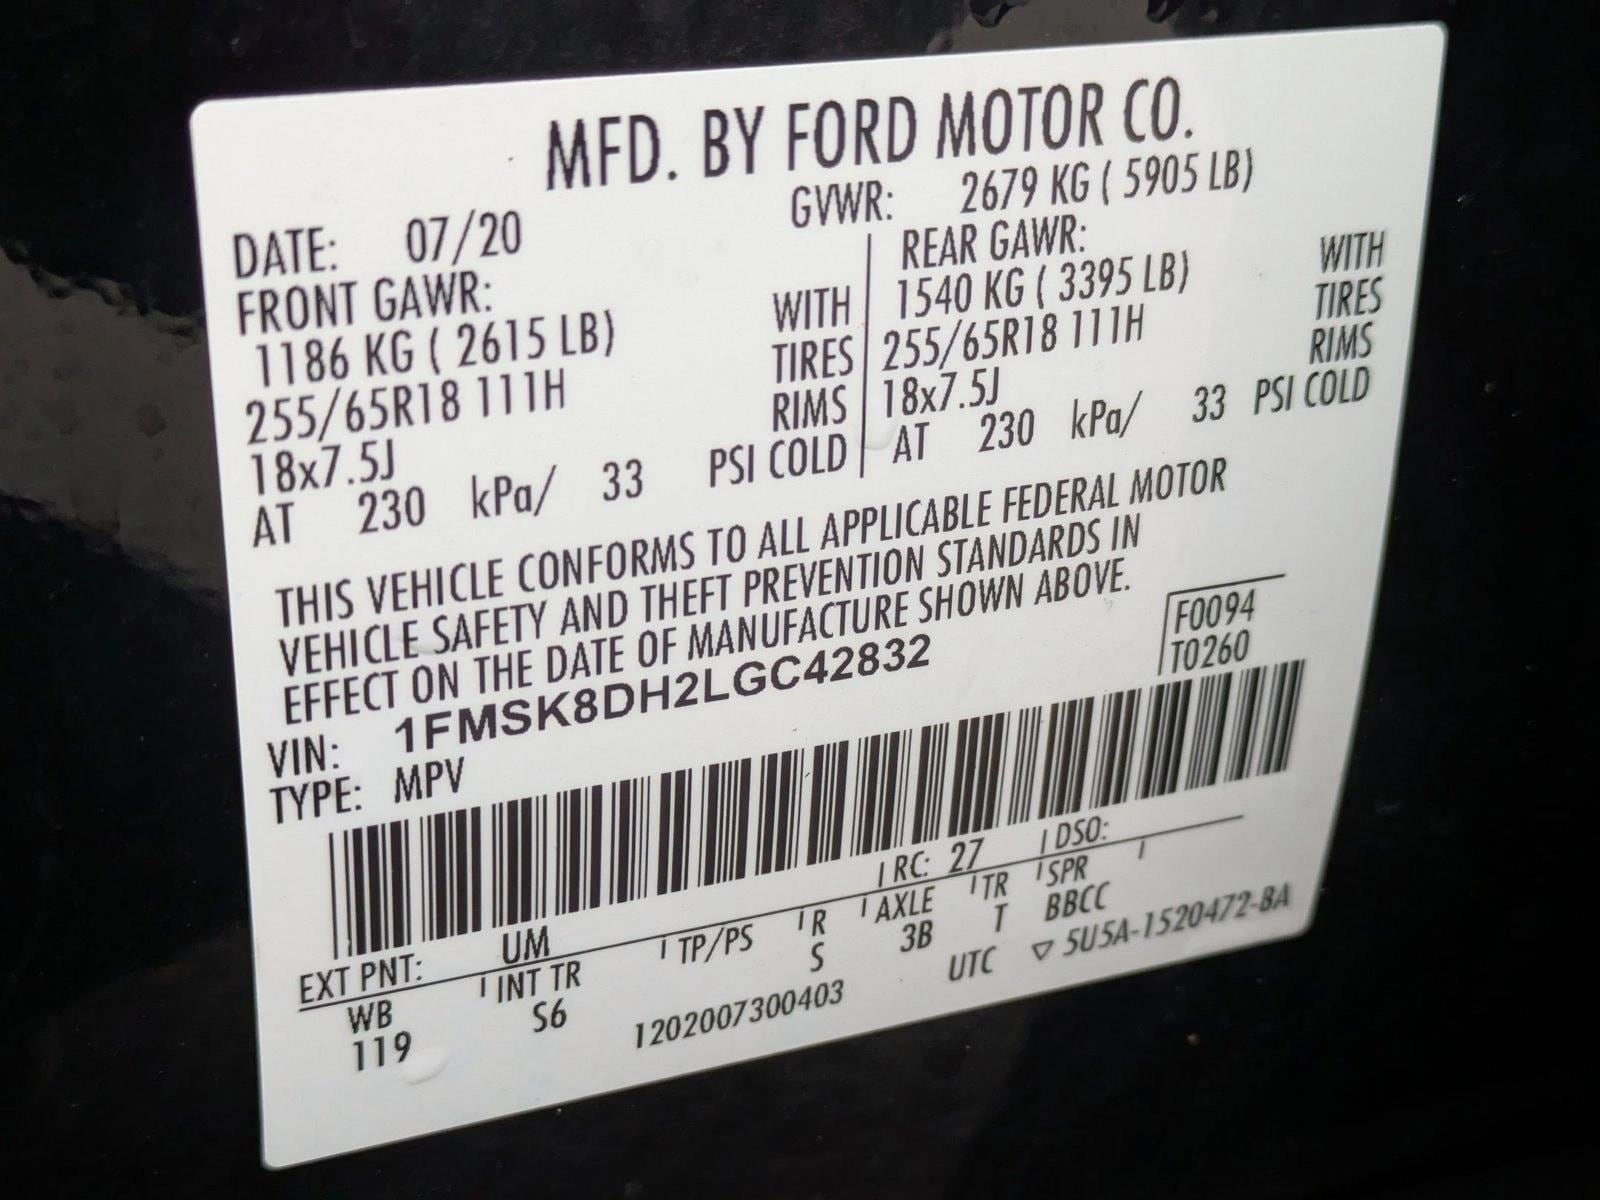 MFD. BY FORD MOTOR CO.
DATE: 07/20 GVWR: 2679 KG ( 5905 LB)
FRONT GAWR: REAR GAWR:
1186 KG ( 2615 LB) WITH 1540 KG ( 3395 LB) WITH
255/65R18 111H TIRES 255/65R18 111H TIRES
18x7.5J RIMS 18x7.5J RIMS
AT 230 kPa/ 33 PSI COLD AT 230 kPa/ 33 PSI COLD
THIS VEHICLE CONFORMS TO ALL APPLICABLE FEDERAL MOTOR
VEHICLE SAFETY AND THEFT PREVENTION STANDARDS IN
EFFECT ON THE DATE OF MANUFACTURE SHOWN ABOVE.
F0094
T0260
VIN: 1FMSK8DH2LGC42832
TYPE: MPV
EXT PNT: UM RC: 27 DSO:
WB INT TR TP/PS R AXLE TR SPR
119 S6 S 3B T BBCC
1202007300403 UTC ▽ 5U5A-1520472-BA